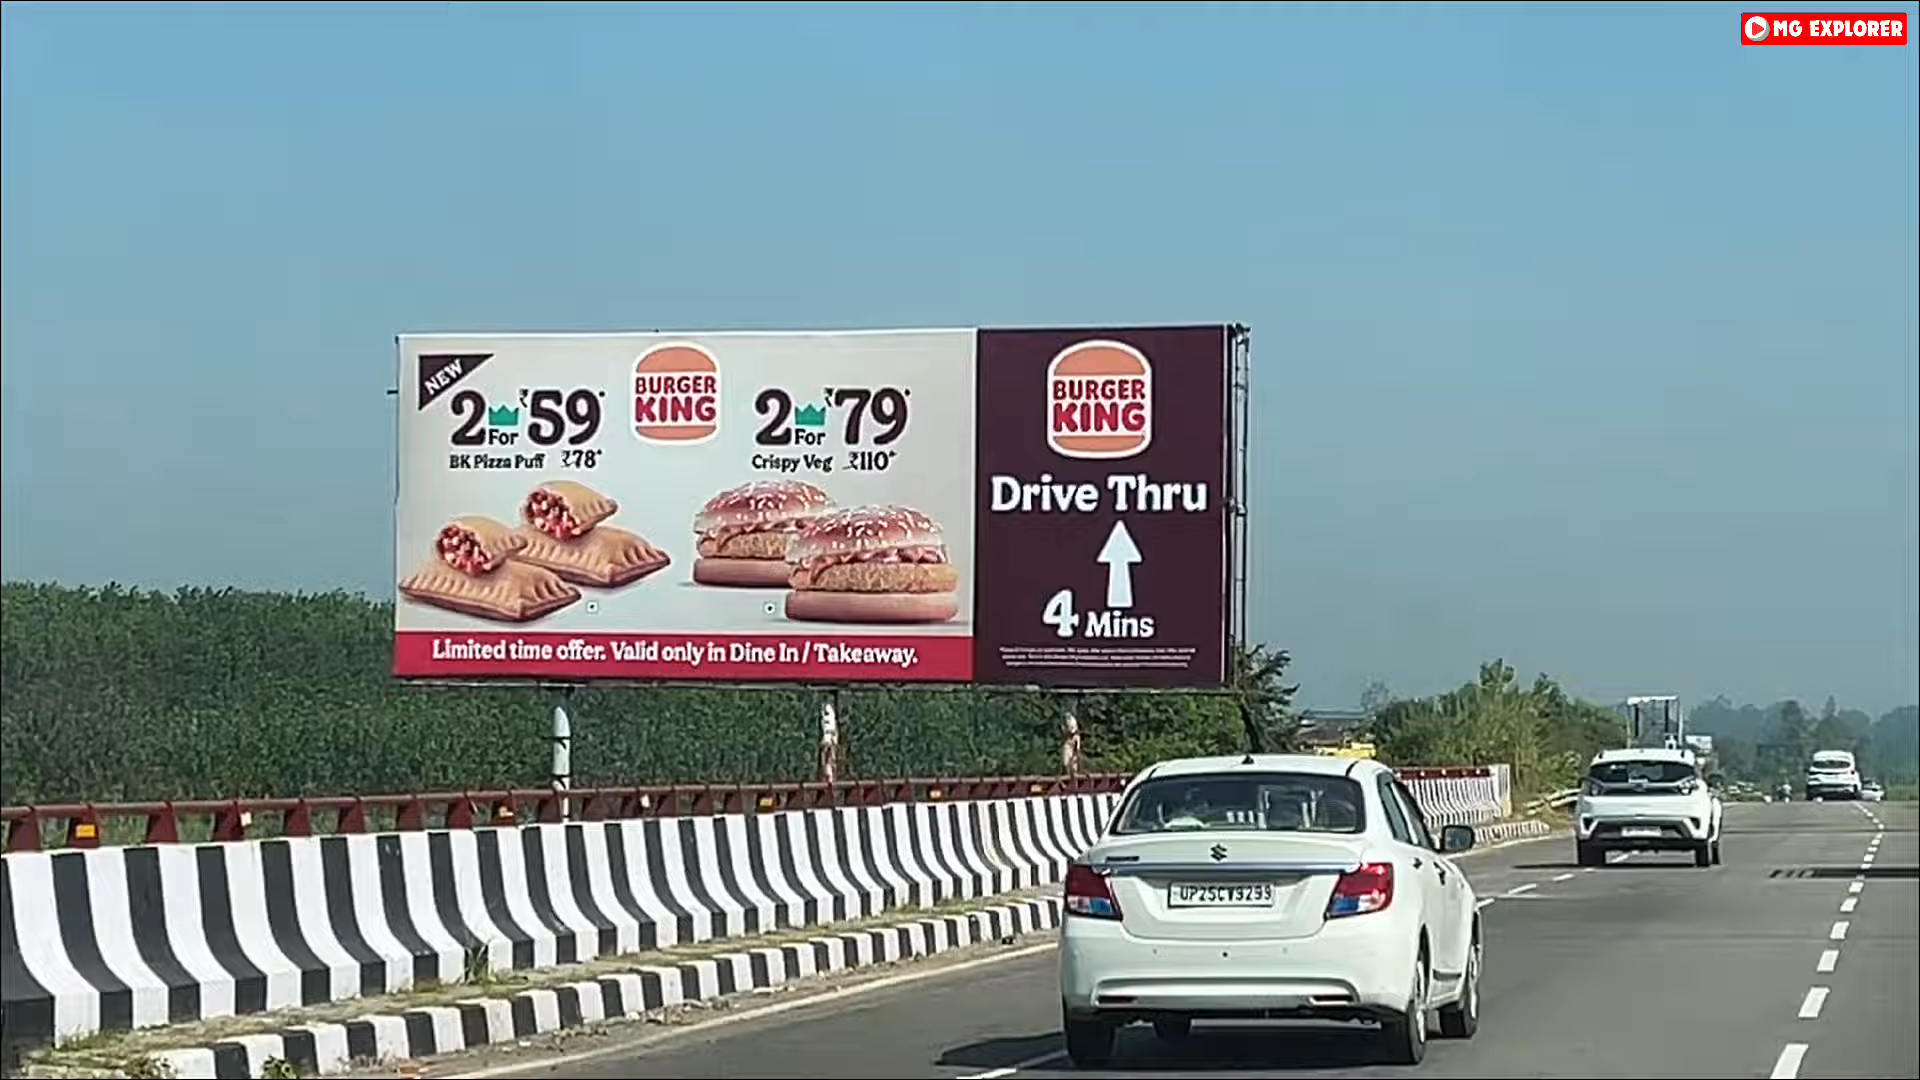 MG EXPLORER
NEW
2 For ₹59*
BK Pizza Puff ₹78*
BURGER KING
2 For ₹79*
Crispy Veg ₹110*
Limited time offer. Valid only in Dine In / Takeaway.
BURGER KING
Drive Thru
4 Mins
UP25CV9299